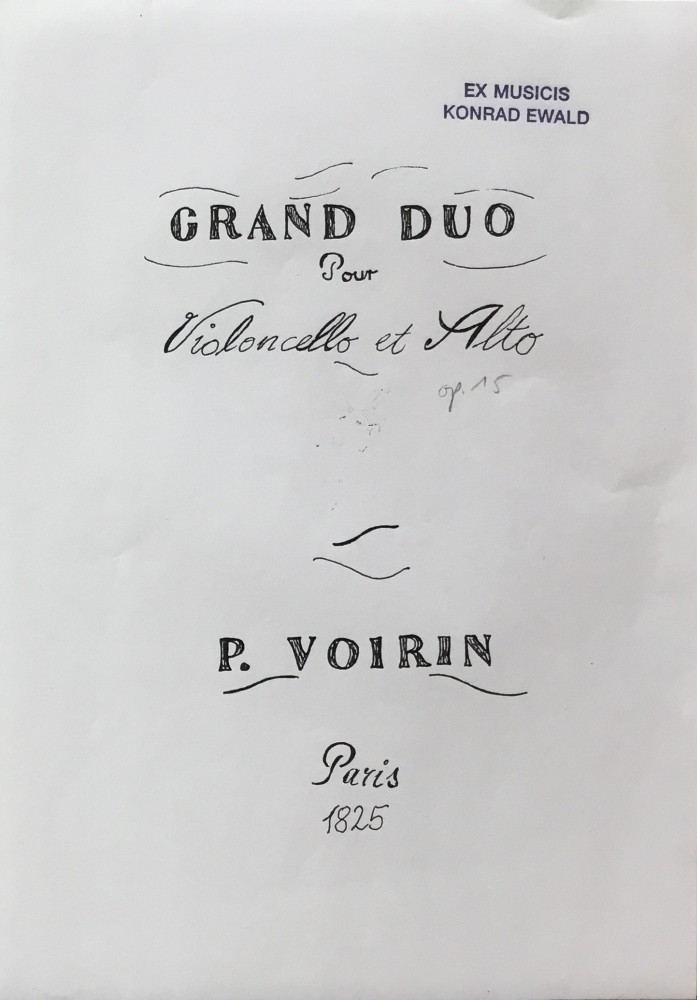 EX MUSICIS
KONRAD EWALD
GRAND DUO
Pour
Violoncello et Alto
op. 15
P. VOIRIN
Paris
1825